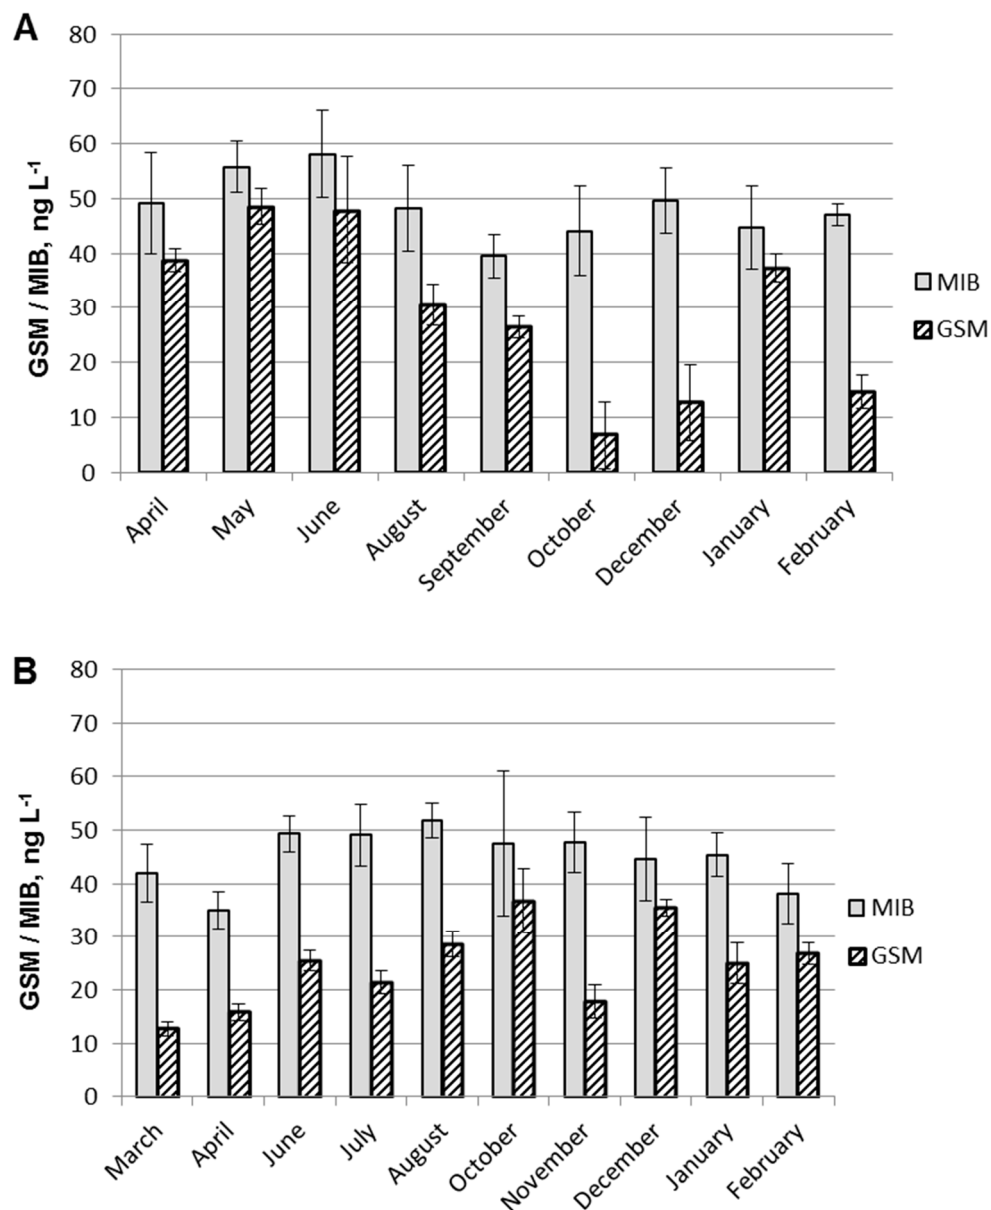 A
80
70
60
50
40
30
20
10
0
GSM / MIB, ng L-1
April
May
June
August
September
October
December
January
February
MIB
GSM
B
80
70
60
50
40
30
20
10
0
GSM / MIB, ng L-1
March
April
June
July
August
October
November
December
January
February
MIB
GSM